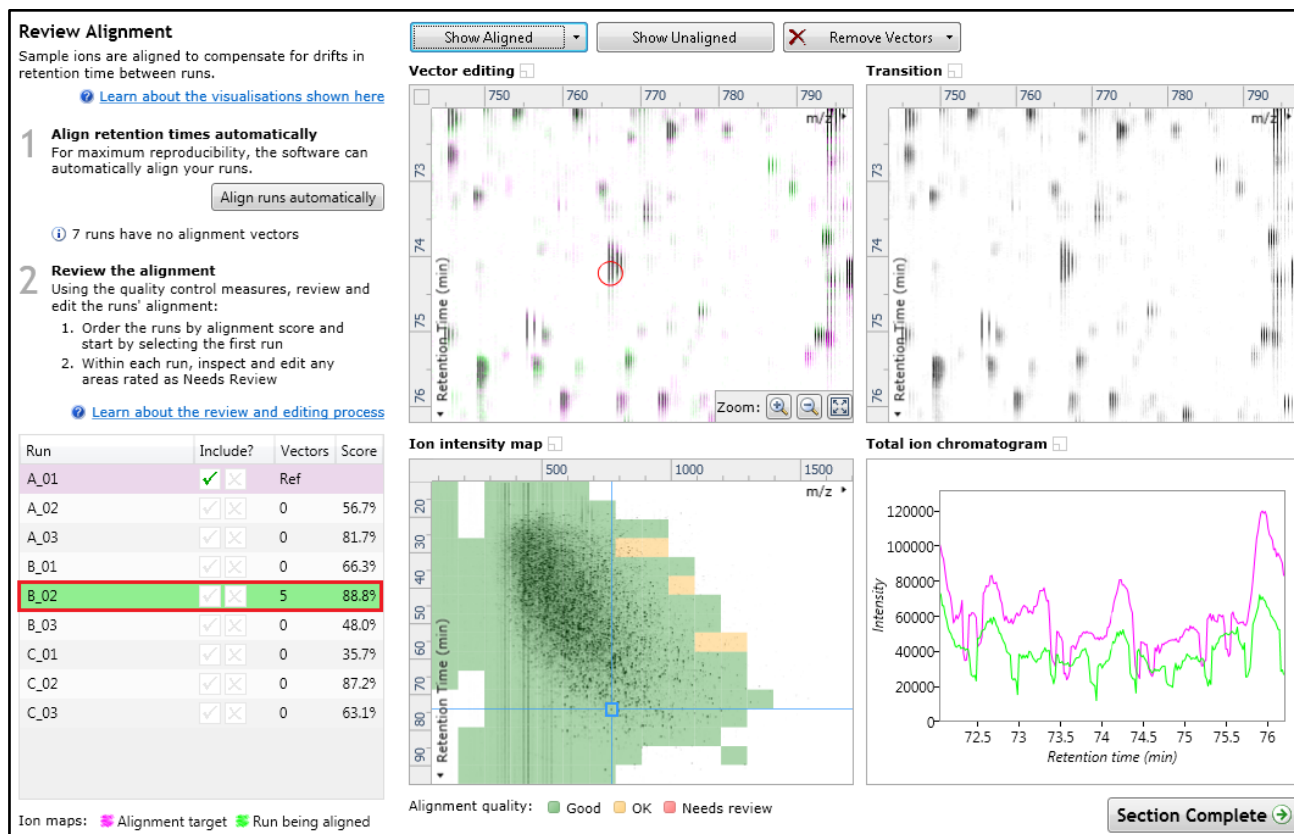 Review Alignment
Sample ions are aligned to compensate for drifts in
retention time between runs.
Learn about the visualisations shown here
1 Align retention times automatically
For maximum reproducibility, the software can
automatically align your runs.
Align runs automatically
7 runs have no alignment vectors
2 Review the alignment
Using the quality control measures, review and
edit the runs' alignment:
1. Order the runs by alignment score and
start by selecting the first run
2. Within each run, inspect and edit any
areas rated as Needs Review
Learn about the review and editing process
Run Include? Vectors Score
A_01 Ref
A_02 0 56.7%
A_03 0 81.7%
B_01 0 66.3%
B_02 5 88.8%
B_03 0 48.0%
C_01 0 35.7%
C_02 0 87.2%
C_03 0 63.1%
Ion maps: Alignment target Run being aligned
Show Aligned Show Unaligned Remove Vectors
Vector editing
750 760 770 780 790
m/z
73
74
75
76
Retention Time (min)
Zoom:
Transition
750 760 770 780 790
m/z
73
74
75
76
Retention Time (min)
Ion intensity map
500 1000 1500
m/z
20
30
40
50
60
70
80
90
Retention Time (min)
Alignment quality: Good OK Needs review
Total ion chromatogram
120000
100000
80000
60000
40000
20000
0
Intensity
72.5 73 73.5 74 74.5 75 75.5 76
Retention time (min)
Section Complete